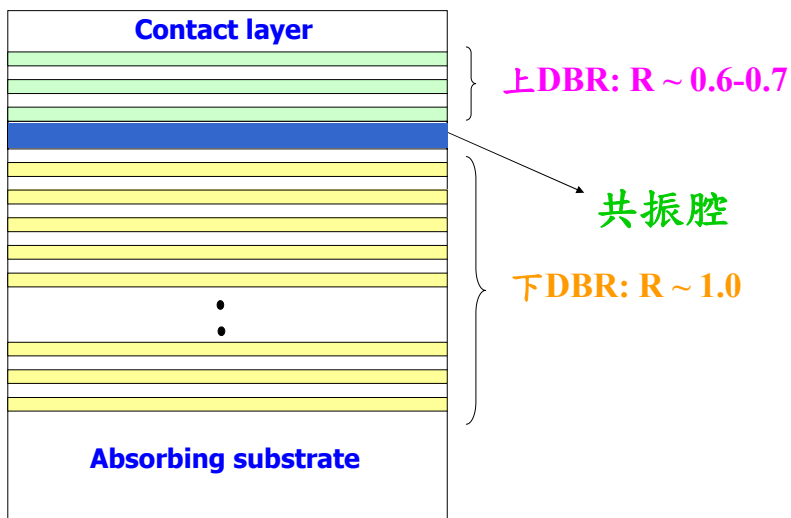 Contact layer
上DBR: R ~ 0.6-0.7
共振腔
下DBR: R ~ 1.0
Absorbing substrate